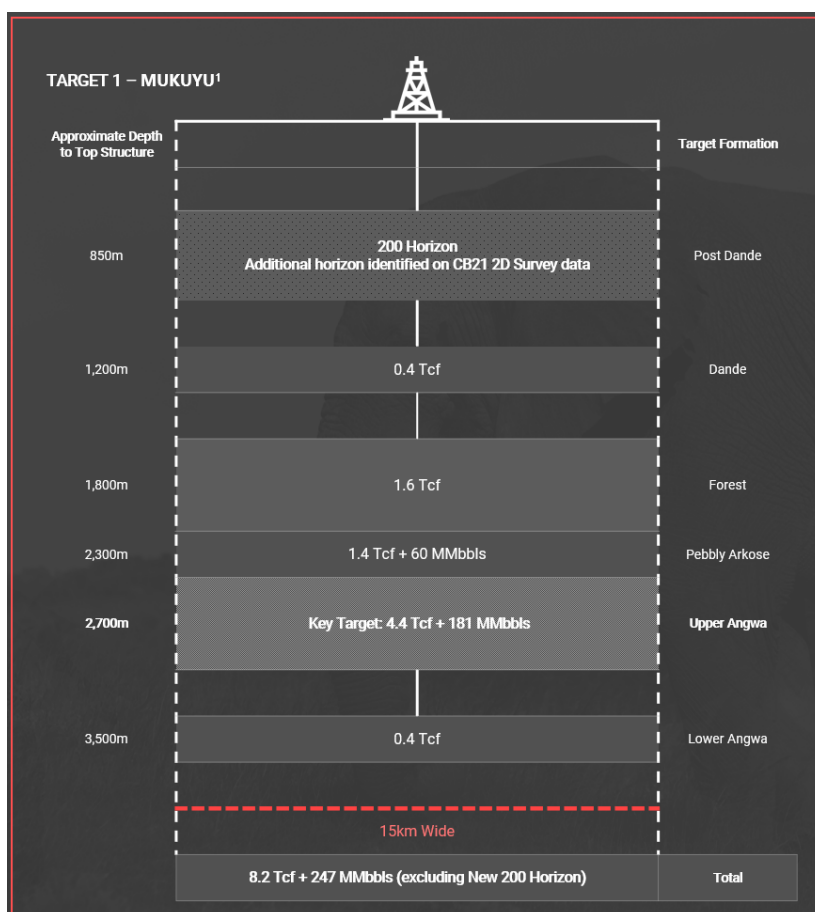 TARGET 1 – MUKUYU¹
Approximate Depth
to Top Structure
Target Formation
850m
200 Horizon
Additional horizon identified on CB21 2D Survey data
Post Dande
1,200m
0.4 Tcf
Dande
1,800m
1.6 Tcf
Forest
2,300m
1.4 Tcf + 60 MMbbls
Pebbly Arkose
2,700m
Key Target: 4.4 Tcf + 181 MMbbls
Upper Angwa
3,500m
0.4 Tcf
Lower Angwa
15km Wide
8.2 Tcf + 247 MMbbls (excluding New 200 Horizon)
Total